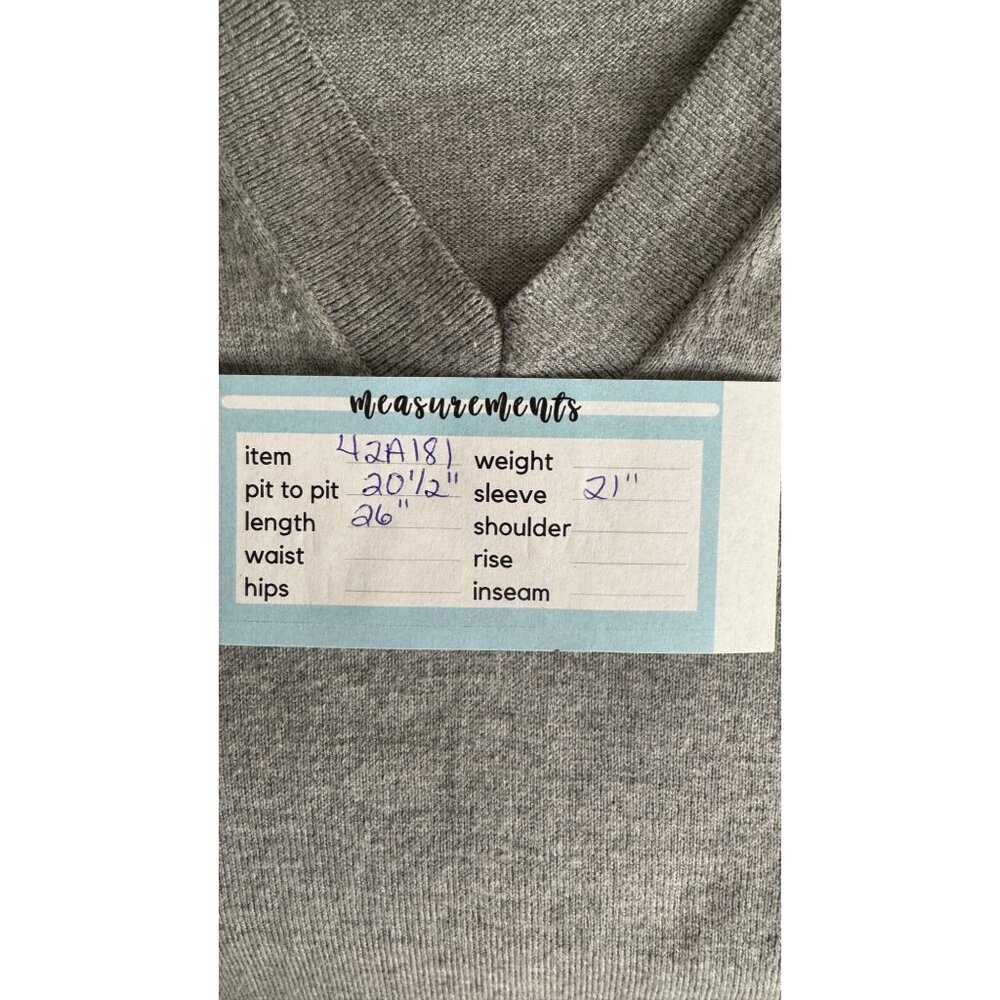 measurements
item 42A181 weight
pit to pit 20 1/2" sleeve 21"
length 26" shoulder
waist rise
hips inseam